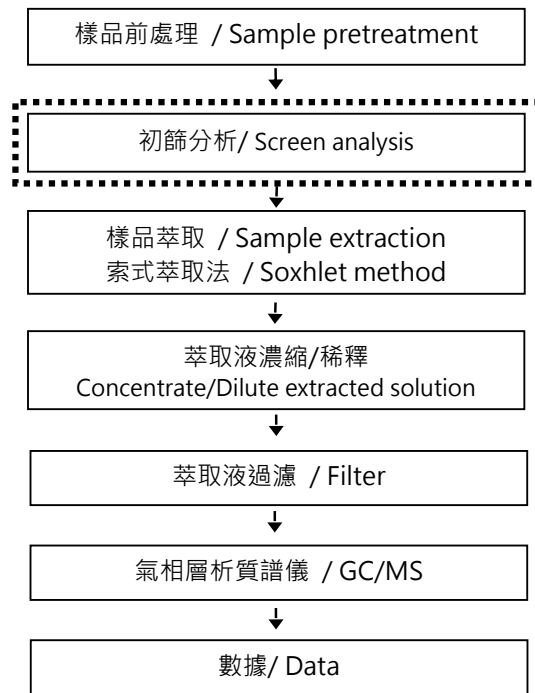 樣品前處理 / Sample pretreatment
初篩分析/ Screen analysis
樣品萃取 / Sample extraction
索式萃取法 / Soxhlet method
萃取液濃縮/稀釋
Concentrate/Dilute extracted solution
萃取液過濾 / Filter
氣相層析質譜儀 / GC/MS
數據/ Data